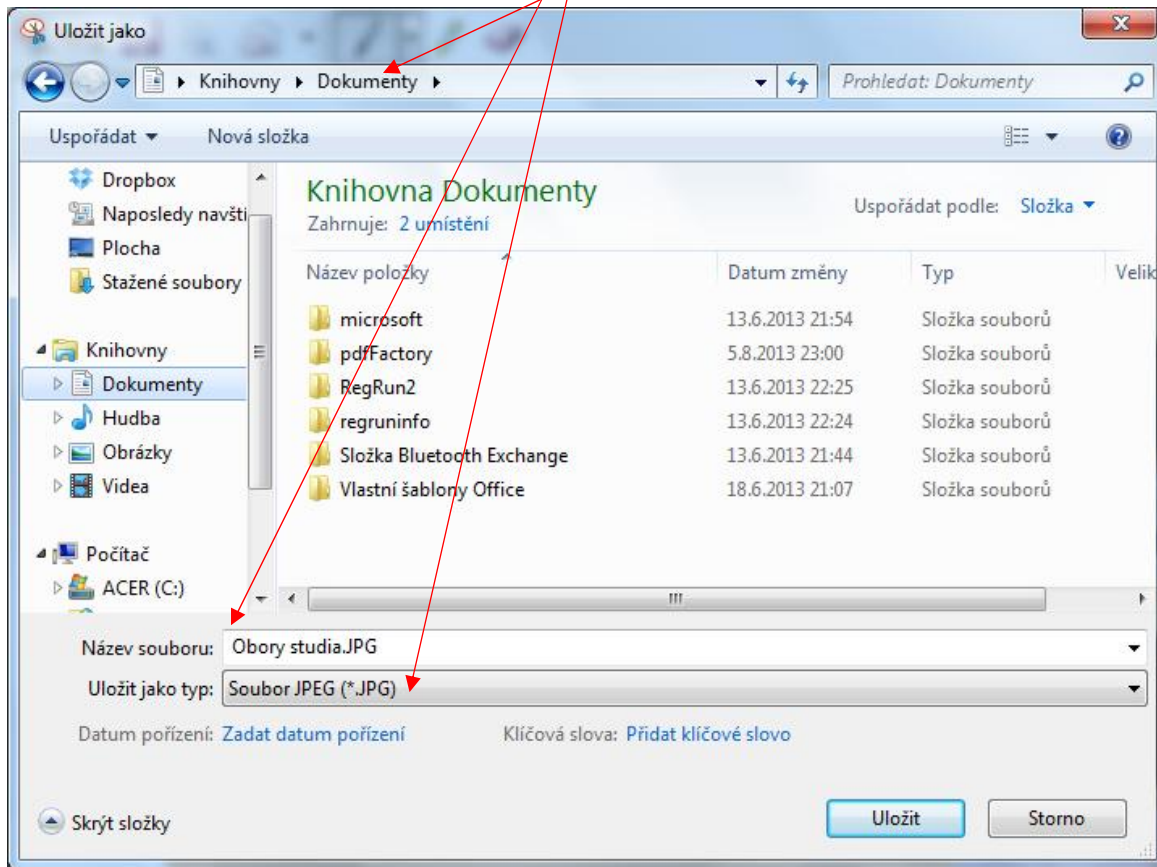 Uložit jako
Knihovny Dokumenty
Prohledat: Dokumenty
Uspořádat Nová složka
Dropbox
Naposledy navšti
Plocha
Stažené soubory
Knihovny
Dokumenty
Hudba
Obrázky
Videa
Počítač
ACER (C:)
Knihovna Dokumenty
Zahrnuje: 2 umístění
Uspořádat podle: Složka
Název položky Datum změny Typ Velik
microsoft 13.6.2013 21:54 Složka souborů
pdfFactory 5.8.2013 23:00 Složka souborů
RegRun2 13.6.2013 22:25 Složka souborů
regruninfo 13.6.2013 22:24 Složka souborů
Složka Bluetooth Exchange 13.6.2013 21:44 Složka souborů
Vlastní šablony Office 18.6.2013 21:07 Složka souborů
Název souboru: Obory studia.JPG
Uložit jako typ: Soubor JPEG (*.JPG)
Datum pořízení: Zadat datum pořízení Klíčová slova: Přidat klíčové slovo
Skrýt složky Uložit Storno